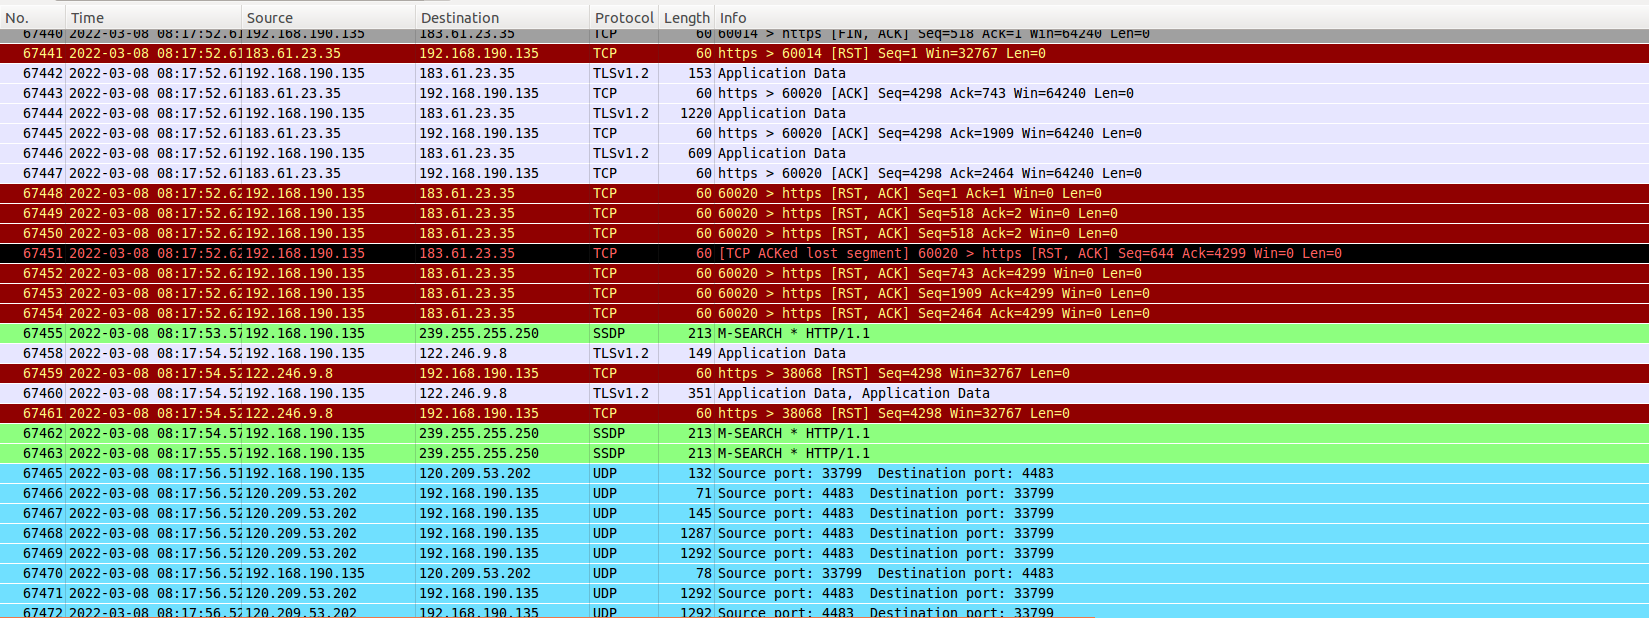 No. Time Source Destination Protocol Length Info
67440 2022-03-08 08:17:52.61 192.168.190.135 183.61.23.35 TCP 60 60014 > https [FIN, ACK] Seq=518 Ack=1 Win=64240 Len=0
67441 2022-03-08 08:17:52.61 183.61.23.35 192.168.190.135 TCP 60 https > 60014 [RST] Seq=1 Win=32767 Len=0
67442 2022-03-08 08:17:52.61 192.168.190.135 183.61.23.35 TLSv1.2 153 Application Data
67443 2022-03-08 08:17:52.61 183.61.23.35 192.168.190.135 TCP 60 https > 60020 [ACK] Seq=4298 Ack=743 Win=64240 Len=0
67444 2022-03-08 08:17:52.61 192.168.190.135 183.61.23.35 TLSv1.2 1220 Application Data
67445 2022-03-08 08:17:52.61 183.61.23.35 192.168.190.135 TCP 60 https > 60020 [ACK] Seq=4298 Ack=1909 Win=64240 Len=0
67446 2022-03-08 08:17:52.61 192.168.190.135 183.61.23.35 TLSv1.2 609 Application Data
67447 2022-03-08 08:17:52.61 183.61.23.35 192.168.190.135 TCP 60 https > 60020 [ACK] Seq=4298 Ack=2464 Win=64240 Len=0
67448 2022-03-08 08:17:52.62 192.168.190.135 183.61.23.35 TCP 60 60020 > https [RST, ACK] Seq=1 Ack=1 Win=0 Len=0
67449 2022-03-08 08:17:52.62 192.168.190.135 183.61.23.35 TCP 60 60020 > https [RST, ACK] Seq=518 Ack=2 Win=0 Len=0
67450 2022-03-08 08:17:52.62 192.168.190.135 183.61.23.35 TCP 60 60020 > https [RST, ACK] Seq=518 Ack=2 Win=0 Len=0
67451 2022-03-08 08:17:52.62 192.168.190.135 183.61.23.35 TCP 60 [TCP ACKed lost segment] 60020 > https [RST, ACK] Seq=644 Ack=4299 Win=0 Len=0
67452 2022-03-08 08:17:52.62 192.168.190.135 183.61.23.35 TCP 60 60020 > https [RST, ACK] Seq=743 Ack=4299 Win=0 Len=0
67453 2022-03-08 08:17:52.62 192.168.190.135 183.61.23.35 TCP 60 60020 > https [RST, ACK] Seq=1909 Ack=4299 Win=0 Len=0
67454 2022-03-08 08:17:52.62 192.168.190.135 183.61.23.35 TCP 60 60020 > https [RST, ACK] Seq=2464 Ack=4299 Win=0 Len=0
67455 2022-03-08 08:17:53.57 192.168.190.135 239.255.255.250 SSDP 213 M-SEARCH * HTTP/1.1
67458 2022-03-08 08:17:54.52 192.168.190.135 122.246.9.8 TLSv1.2 149 Application Data
67459 2022-03-08 08:17:54.52 122.246.9.8 192.168.190.135 TCP 60 https > 38068 [RST] Seq=4298 Win=32767 Len=0
67460 2022-03-08 08:17:54.52 192.168.190.135 122.246.9.8 TLSv1.2 351 Application Data, Application Data
67461 2022-03-08 08:17:54.52 122.246.9.8 192.168.190.135 TCP 60 https > 38068 [RST] Seq=4298 Win=32767 Len=0
67462 2022-03-08 08:17:54.57 192.168.190.135 239.255.255.250 SSDP 213 M-SEARCH * HTTP/1.1
67463 2022-03-08 08:17:55.57 192.168.190.135 239.255.255.250 SSDP 213 M-SEARCH * HTTP/1.1
67465 2022-03-08 08:17:56.51 192.168.190.135 120.209.53.202 UDP 132 Source port: 33799 Destination port: 4483
67466 2022-03-08 08:17:56.52 120.209.53.202 192.168.190.135 UDP 71 Source port: 4483 Destination port: 33799
67467 2022-03-08 08:17:56.52 120.209.53.202 192.168.190.135 UDP 145 Source port: 4483 Destination port: 33799
67468 2022-03-08 08:17:56.52 120.209.53.202 192.168.190.135 UDP 1287 Source port: 4483 Destination port: 33799
67469 2022-03-08 08:17:56.52 120.209.53.202 192.168.190.135 UDP 1292 Source port: 4483 Destination port: 33799
67470 2022-03-08 08:17:56.52 192.168.190.135 120.209.53.202 UDP 78 Source port: 33799 Destination port: 4483
67471 2022-03-08 08:17:56.52 120.209.53.202 192.168.190.135 UDP 1292 Source port: 4483 Destination port: 33799
67472 2022-03-08 08:17:56.52 120.209.53.202 192.168.190.135 UDP 1292 Source port: 4483 Destination port: 33799